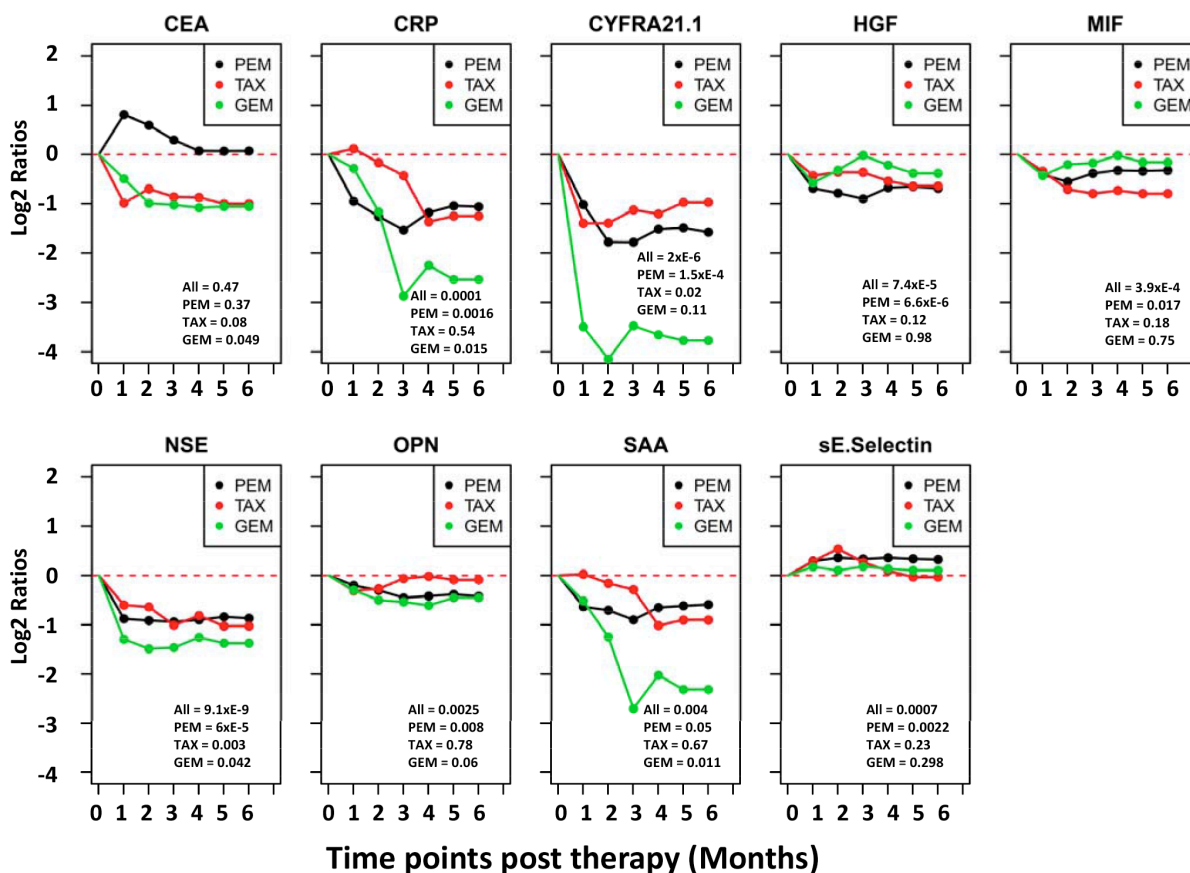 CEA
CRP
CYFRA21.1
HGF
MIF
Log2 Ratios
2
1
0
-1
-2
-3
-4
PEM
TAX
GEM
All = 0.47
PEM = 0.37
TAX = 0.08
GEM = 0.049
0 1 2 3 4 5 6
PEM
TAX
GEM
All = 0.0001
PEM = 0.0016
TAX = 0.54
GEM = 0.015
0 1 2 3 4 5 6
PEM
TAX
GEM
All = 2xE-6
PEM = 1.5xE-4
TAX = 0.02
GEM = 0.11
0 1 2 3 4 5 6
PEM
TAX
GEM
All = 7.4xE-5
PEM = 6.6xE-6
TAX = 0.12
GEM = 0.98
0 1 2 3 4 5 6
PEM
TAX
GEM
All = 3.9xE-4
PEM = 0.017
TAX = 0.18
GEM = 0.75
0 1 2 3 4 5 6
NSE
OPN
SAA
sE.Selectin
Log2 Ratios
2
1
0
-1
-2
-3
-4
PEM
TAX
GEM
All = 9.1xE-9
PEM = 6xE-5
TAX = 0.003
GEM = 0.042
0 1 2 3 4 5 6
PEM
TAX
GEM
All = 0.0025
PEM = 0.008
TAX = 0.78
GEM = 0.06
0 1 2 3 4 5 6
PEM
TAX
GEM
All = 0.004
PEM = 0.05
TAX = 0.67
GEM = 0.011
0 1 2 3 4 5 6
PEM
TAX
GEM
All = 0.0007
PEM = 0.0022
TAX = 0.23
GEM = 0.298
0 1 2 3 4 5 6
Time points post therapy (Months)